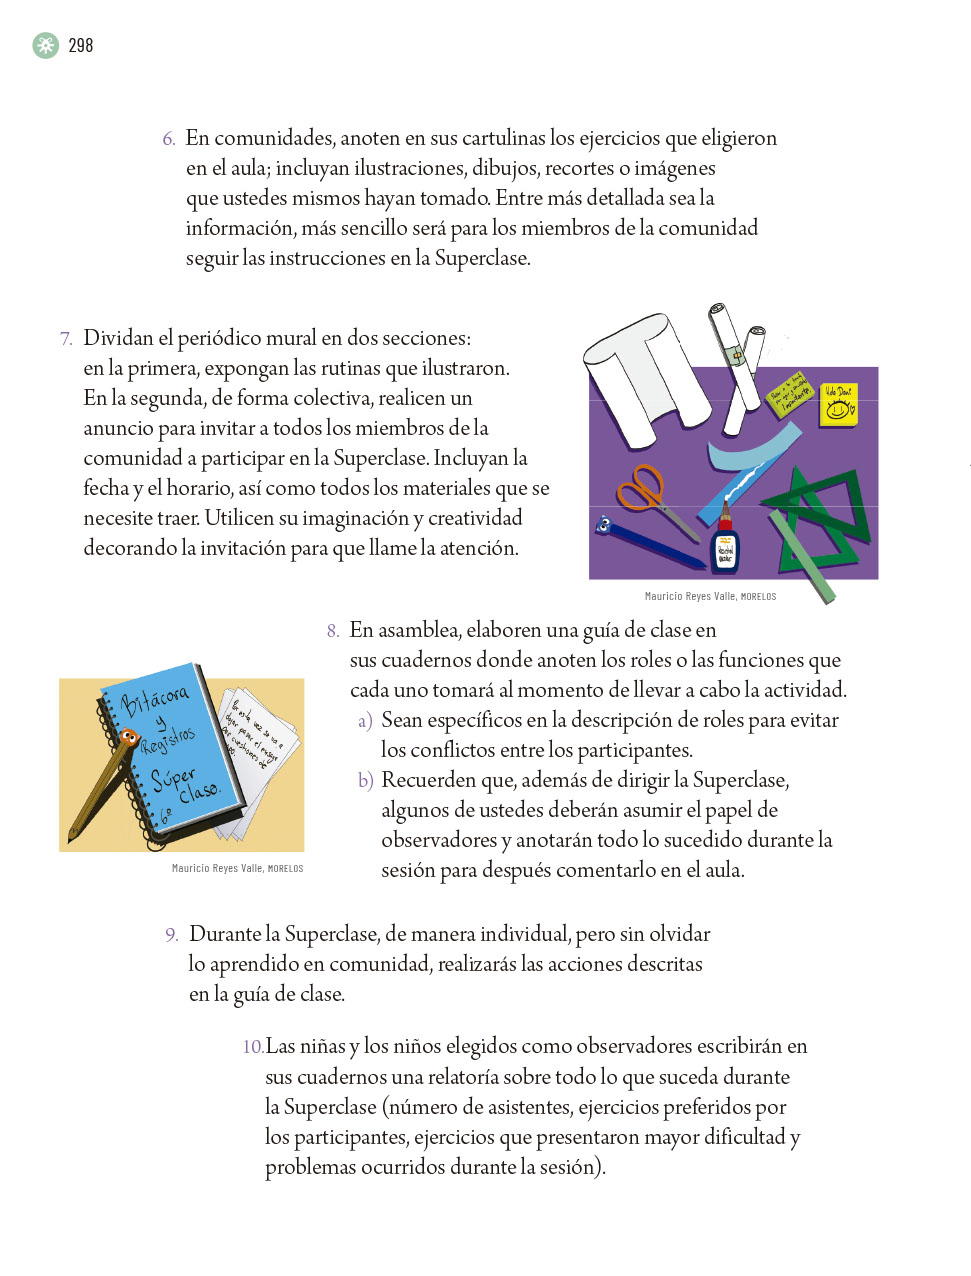 298
6. En comunidades, anoten en sus cartulinas los ejercicios que eligieron
en el aula; incluyan ilustraciones, dibujos, recortes o imágenes
que ustedes mismos hayan tomado. Entre más detallada sea la
información, más sencillo será para los miembros de la comunidad
seguir las instrucciones en la Superclase.
7. Dividan el periódico mural en dos secciones:
en la primera, expongan las rutinas que ilustraron.
En la segunda, de forma colectiva, realicen un
anuncio para invitar a todos los miembros de la
comunidad a participar en la Superclase. Incluyan la
fecha y el horario, así como todos los materiales que se
necesite traer. Utilicen su imaginación y creatividad
decorando la invitación para que llame la atención.
Mauricio Reyes Valle, MORELOS
8. En asamblea, elaboren una guía de clase en
sus cuadernos donde anoten los roles o las funciones que
cada uno tomará al momento de llevar a cabo la actividad.
a) Sean específicos en la descripción de roles para evitar
los conflictos entre los participantes.
b) Recuerden que, además de dirigir la Superclase,
algunos de ustedes deberán asumir el papel de
observadores y anotarán todo lo sucedido durante la
sesión para después comentarlo en el aula.
Bitácora
y
Registros
Súper
Clase.
6º
Mauricio Reyes Valle, MORELOS
9. Durante la Superclase, de manera individual, pero sin olvidar
lo aprendido en comunidad, realizarás las acciones descritas
en la guía de clase.
10. Las niñas y los niños elegidos como observadores escribirán en
sus cuadernos una relatoría sobre todo lo que suceda durante
la Superclase (número de asistentes, ejercicios preferidos por
los participantes, ejercicios que presentaron mayor dificultad y
problemas ocurridos durante la sesión).